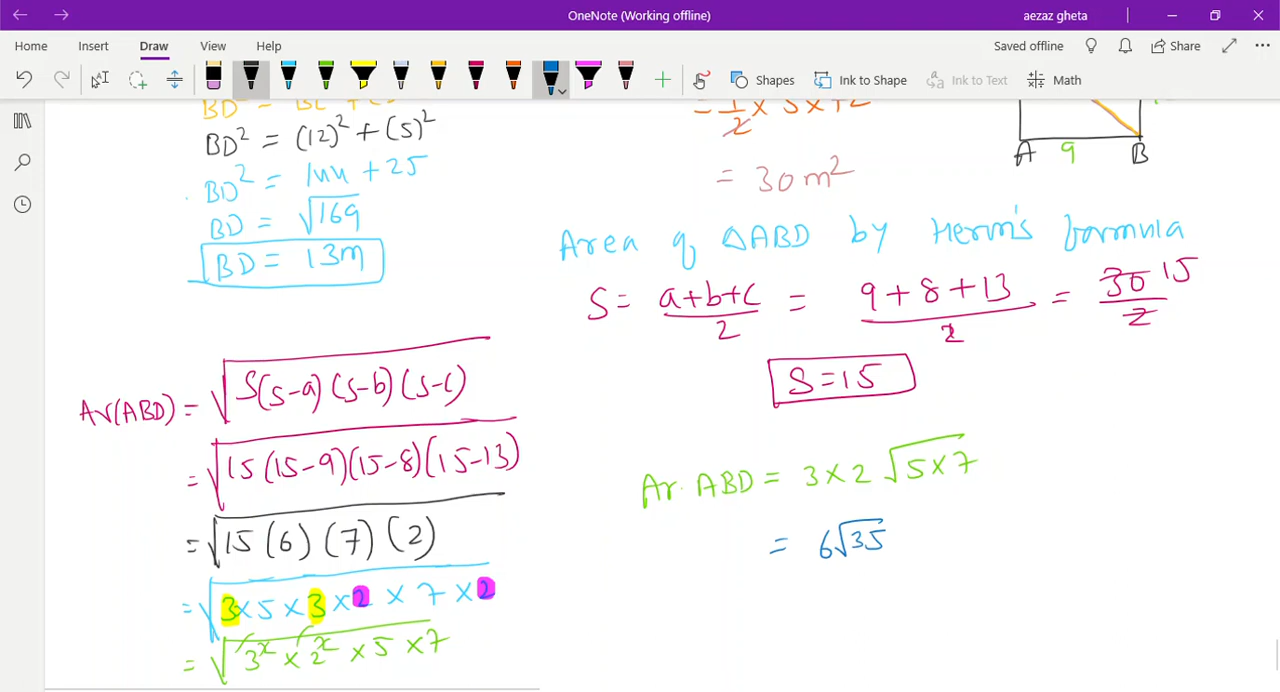 OneNote (Working offline)
aezaz gheta
Home Insert Draw View Help
Saved offline
Share
Shapes
Ink to Shape
Ink to Text
Math
BD² = (12)² + (5)²
BD² = 144 + 25
BD = √169
BD = 13m
= 1/2 × 5 × 12
= 30 m²
A 9 B
Area of △ABD by Heron's formula
S = a+b+c/2 = 9+8+13/2 = 30/2 15
S = 15
Ar(ABD) = √S(S-a)(S-b)(S-c)
= √15(15-9)(15-8)(15-13)
= √15(6)(7)(2)
= √3×5×3×2×7×2
= √3²×2²×5×7
Ar. ABD = 3×2√5×7
= 6√35